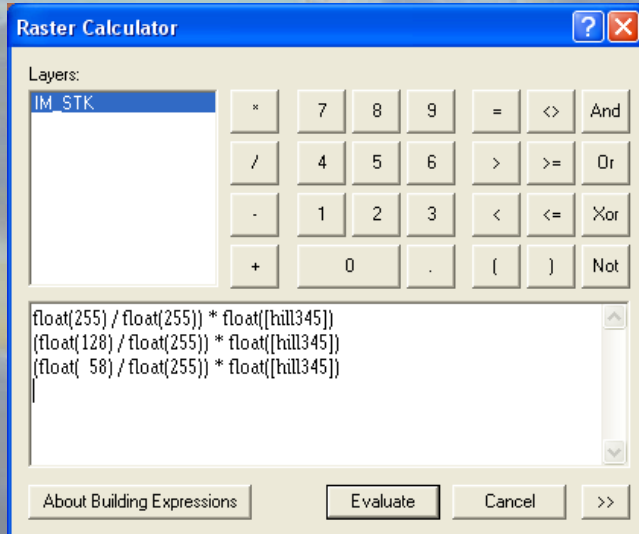 Raster Calculator
? X
Layers:
IM_STK
* 7 8 9 = <> And
/ 4 5 6 > >= Or
- 1 2 3 < <= Xor
+ 0 . ( ) Not
float(255) / float(255)) * float([hill345])
(float(128) / float(255)) * float([hill345])
(float( 58) / float(255)) * float([hill345])
About Building Expressions Evaluate Cancel >>